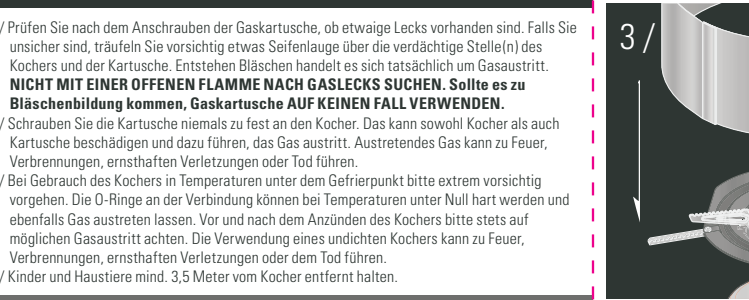 / Prüfen Sie nach dem Anschrauben der Gaskartusche, ob etwaige Lecks vorhanden sind. Falls Sie
unsicher sind, träufeln Sie vorsichtig etwas Seifenlauge über die verdächtige Stelle(n) des
Kochers und der Kartusche. Entstehen Bläschen handelt es sich tatsächlich um Gasaustritt.
NICHT MIT EINER OFFENEN FLAMME NACH GASLECKS SUCHEN. Sollte es zu
Bläschenbildung kommen, Gaskartusche AUF KEINEN FALL VERWENDEN.
/ Schrauben Sie die Kartusche niemals zu fest an den Kocher. Das kann sowohl Kocher als auch
Kartusche beschädigen und dazu führen, das Gas austritt. Austretendes Gas kann zu Feuer,
Verbrennungen, ernsthaften Verletzungen oder Tod führen.
/ Bei Gebrauch des Kochers in Temperaturen unter dem Gefrierpunkt bitte extrem vorsichtig
vorgehen. Die O-Ringe an der Verbindung können bei Temperaturen unter Null hart werden und
ebenfalls Gas austreten lassen. Vor und nach dem Anzünden des Kochers bitte stets auf
möglichen Gasaustritt achten. Die Verwendung eines undichten Kochers kann zu Feuer,
Verbrennungen, ernsthaften Verletzungen oder dem Tod führen.
/ Kinder und Haustiere mind. 3,5 Meter vom Kocher entfernt halten.
3 /